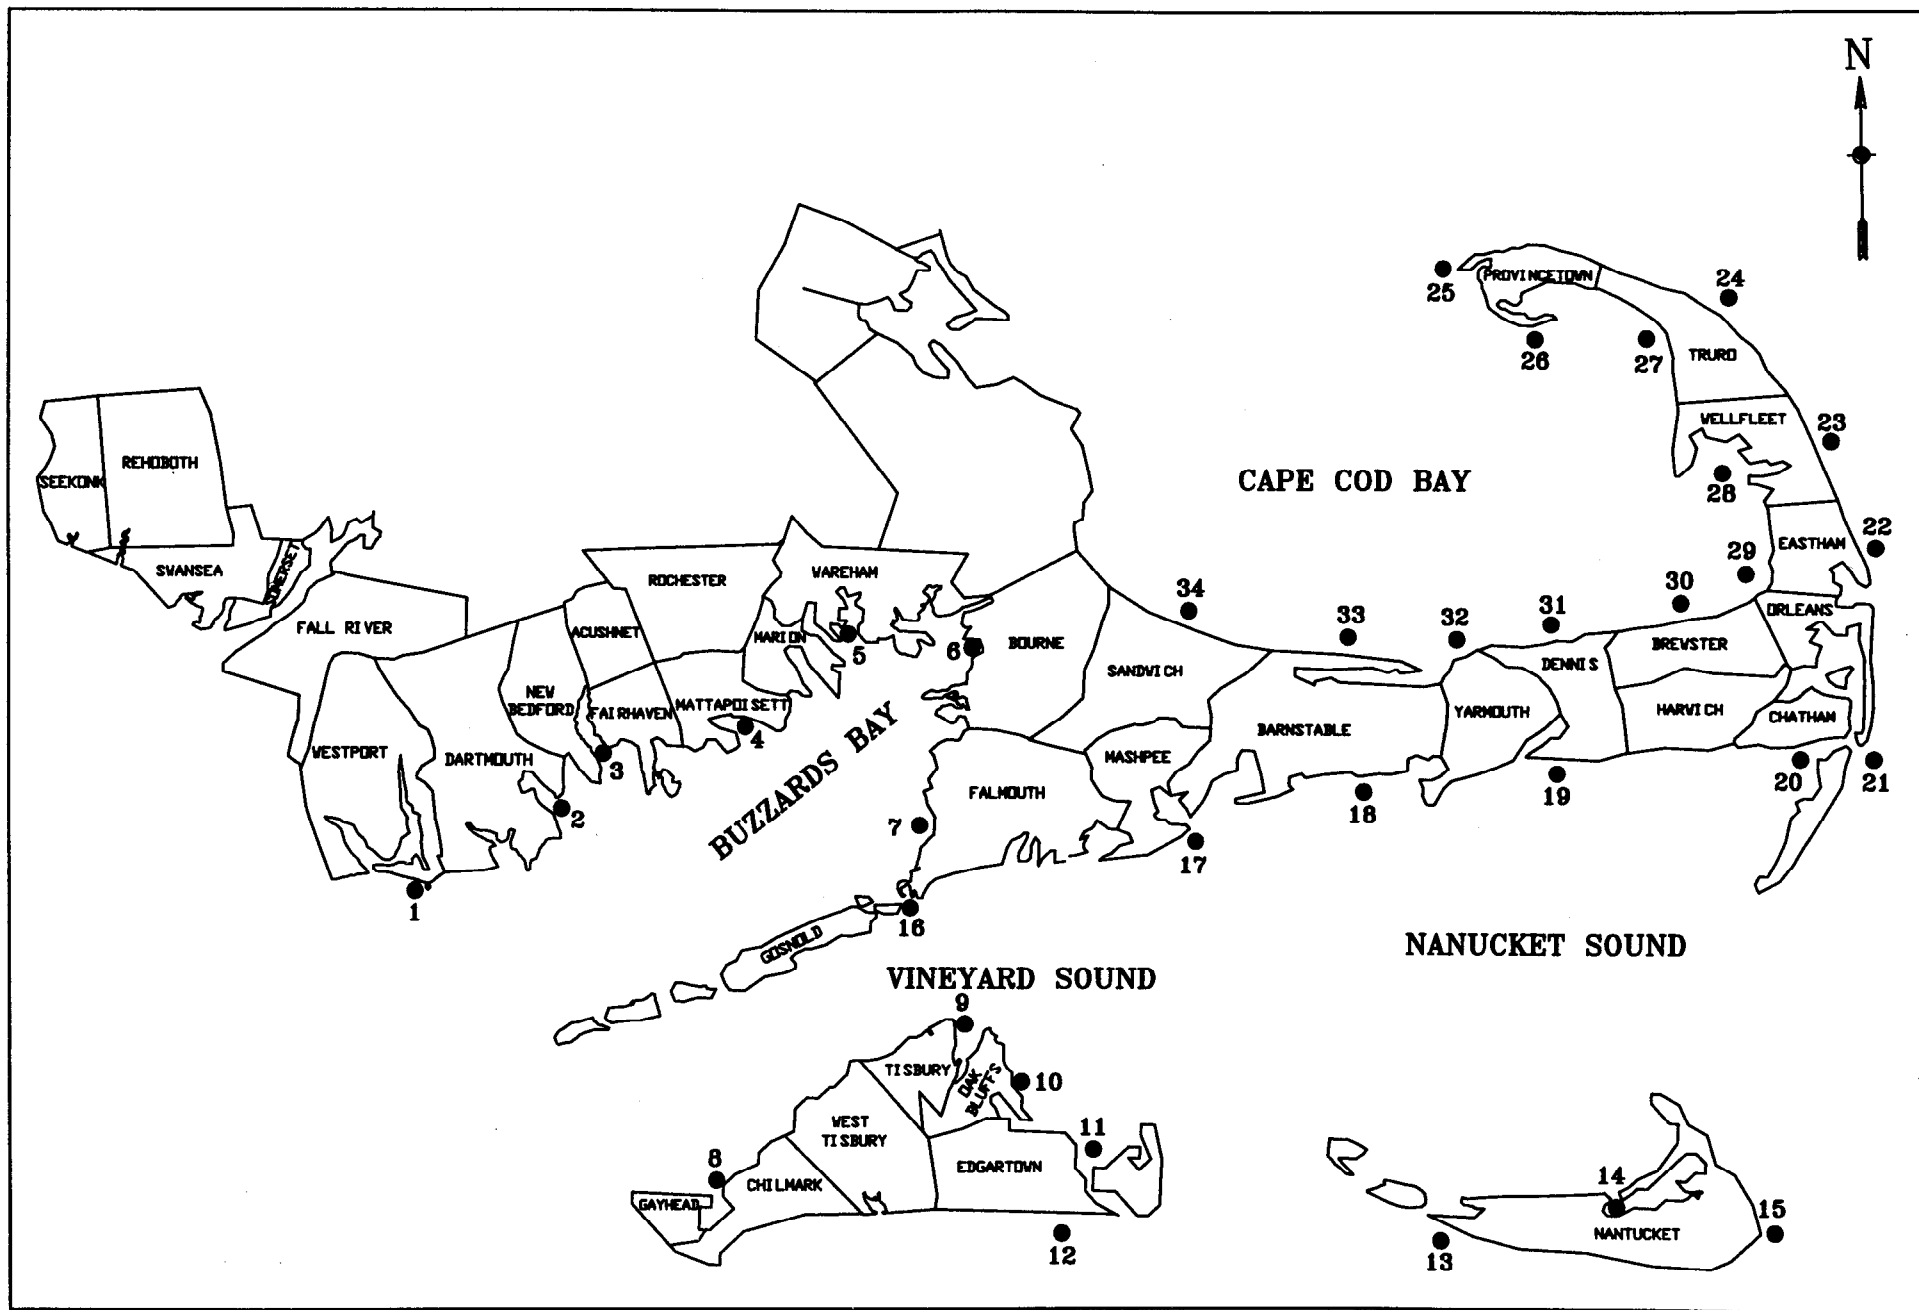 N
25
PROVINCETOWN
24
26
27
TRURO
WELLFLEET
23
CAPE COD BAY
28
22
EASTHAM
29
30
ORLEANS
31
32
33
34
BREWSTER
DENNIS
SEEKONK
REHOBOTH
SWANSEA
SOMERSET
FALL RIVER
ROCHESTER
WAREHAM
ACUSHNET
MARION
5
6
BOURNE
SANDWICH
NEW
BEDFORD
FAIRHAVEN
MATTAPOISETT
4
YARMOUTH
HARWICH
CHATHAM
BARNSTABLE
WESTPORT
DARTMOUTH
3
BUZZARDS BAY
MASHPEE
FALMOUTH
2
7
18
19
20
21
17
1
16
GOSNOLD
VINEYARD SOUND
NANUCKET SOUND
9
TISBURY
OAK
BLUFFS
10
WEST
TISBURY
11
EDGARTOWN
8
CHILMARK
GAYHEAD
12
14
NANTUCKET
15
13